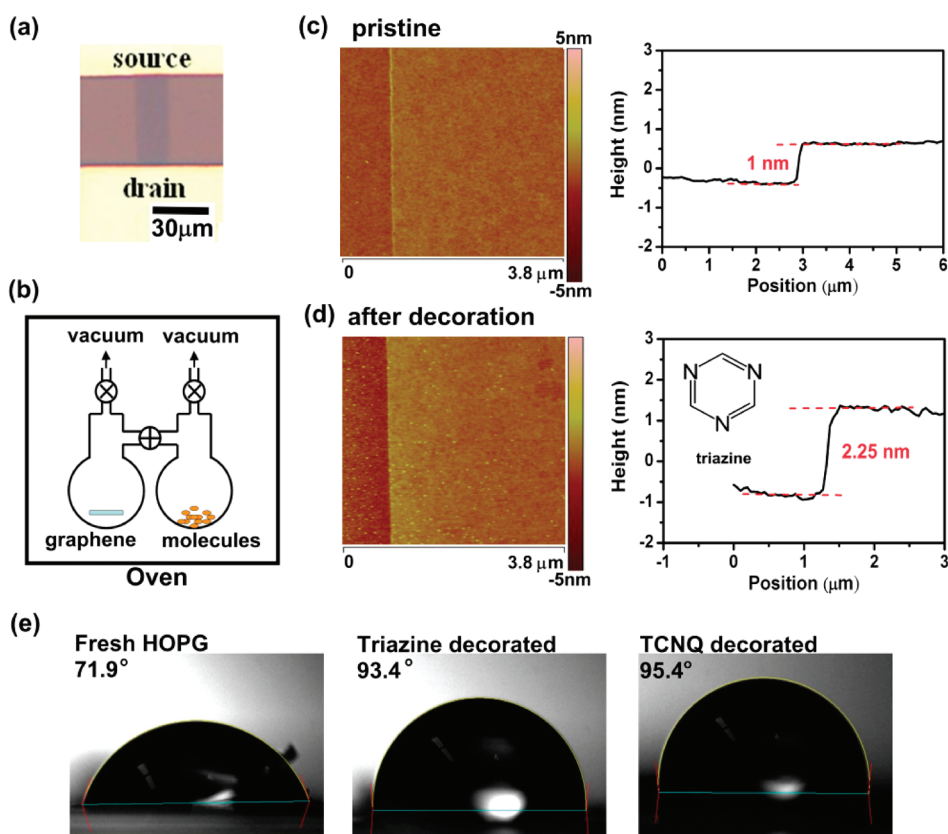 (a)
source
drain
30μm
(b)
vacuum vacuum
graphene molecules
Oven
(c) pristine
5nm
0 3.8 μm
-5nm
Height (nm)
3
2
1
0
-1
-2
1 nm
0 1 2 3 4 5 6
Position (μm)
(d) after decoration
0 3.8 μm
-5nm
Height (nm)
3
2
1
0
-1
-2
N N
N
triazine
2.25 nm
-1 0 1 2 3
Position (μm)
(e)
Fresh HOPG
71.9°
Triazine decorated
93.4°
TCNQ decorated
95.4°